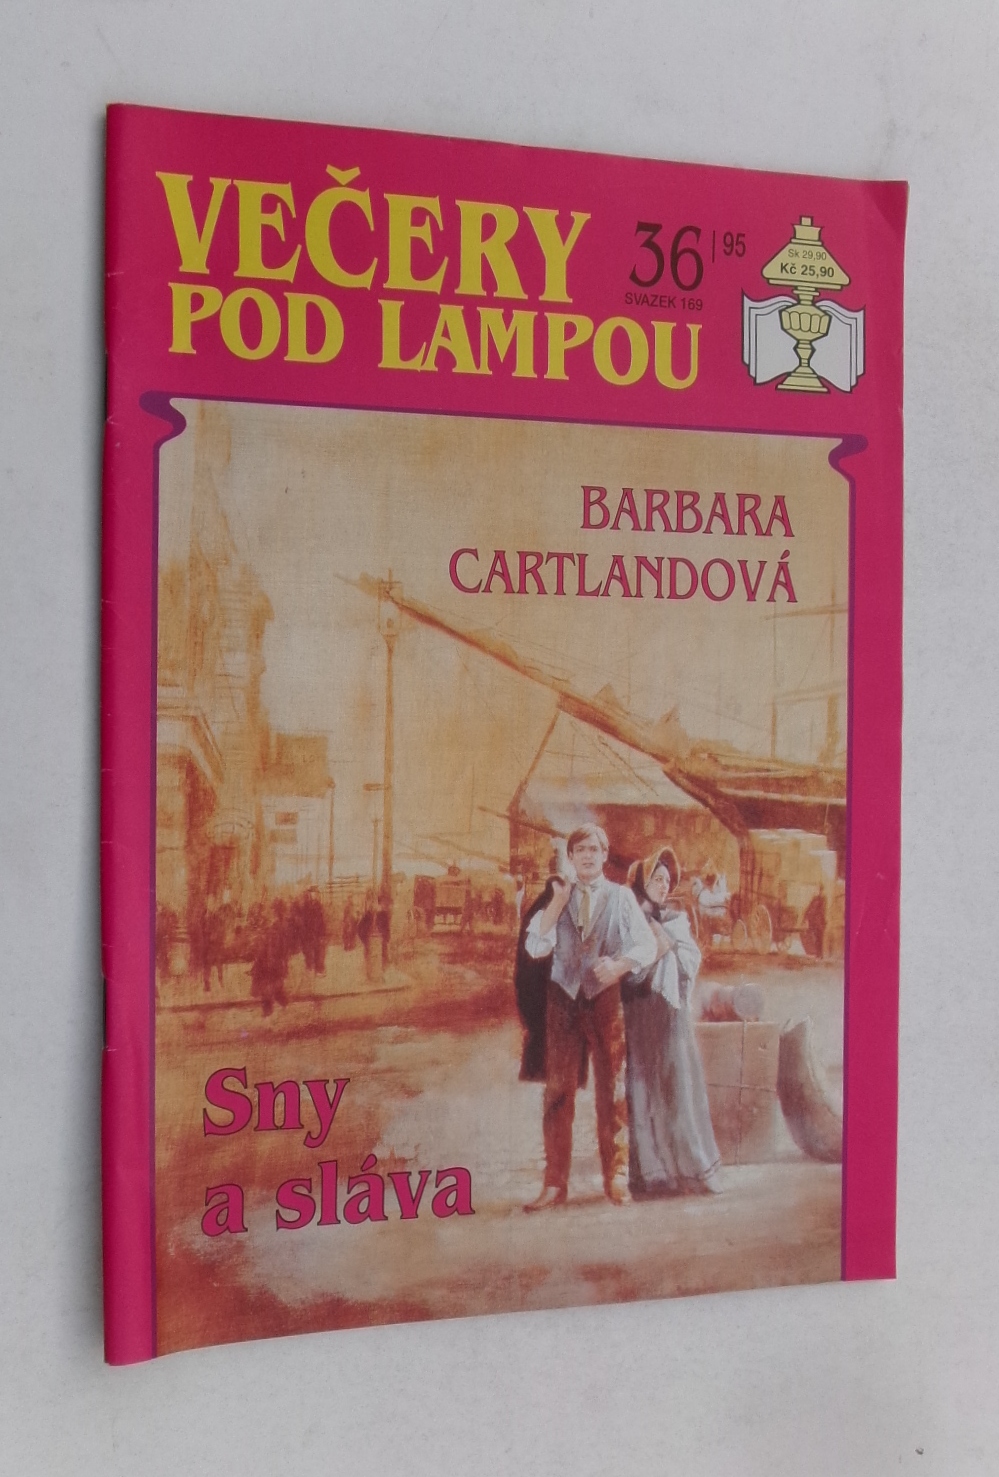 VEČERY
POD LAMPOU
36 | 95
SVAZEK 169
Sk 29,90
Kč 25,90
BARBARA
CARTLANDOVÁ
Sny
a sláva